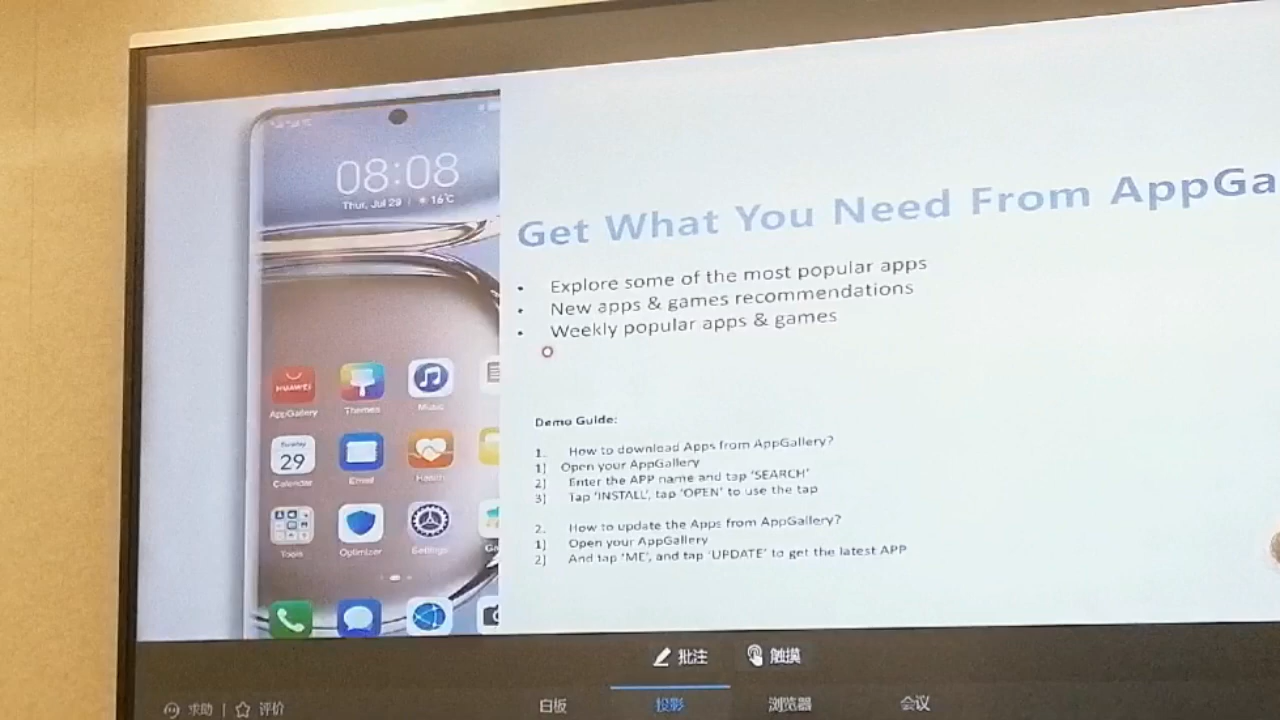 08:08
Thur, Jul 29 | 16°C
Get What You Need From AppGa
• Explore some of the most popular apps
• New apps & games recommendations
• Weekly popular apps & games
HUAWEI
AppGallery
Themes
Music
Tuesday
29
Calendar
Email
Health
Tools
Optimizer
Settings
Ga
Demo Guide:
1. How to download Apps from AppGallery?
1] Open your AppGallery
2] Enter the APP name and tap 'SEARCH'
3] Tap 'INSTALL', tap 'OPEN' to use the tap
2. How to update the Apps from AppGallery?
1] Open your AppGallery
2] And tap 'ME', and tap 'UPDATE' to get the latest APP
批注 触摸
求助 | 评价 白板 投影 浏览器 会议